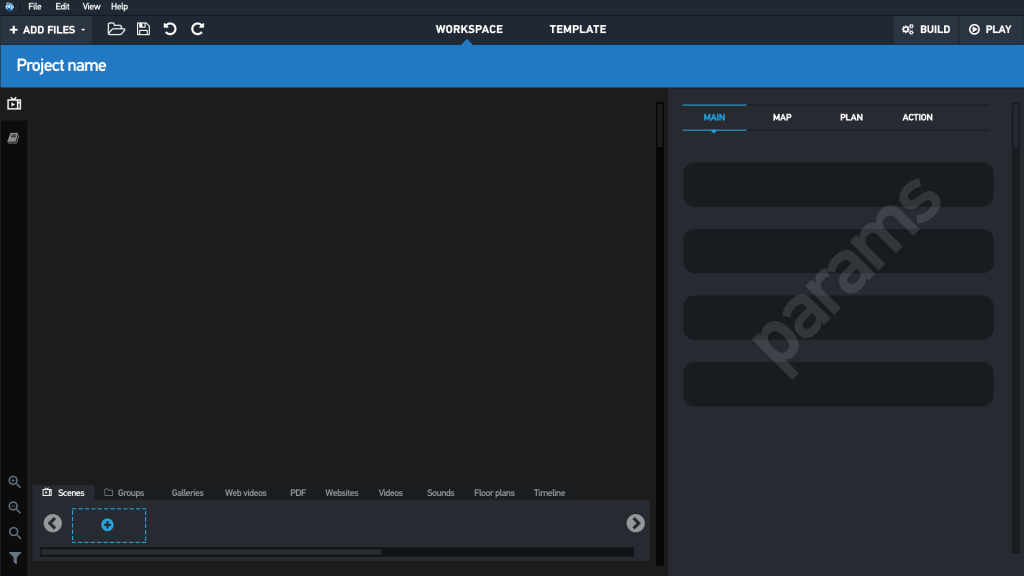 File Edit View Help
+ ADD FILES WORKSPACE TEMPLATE BUILD PLAY
Project name
MAIN MAP PLAN ACTION
params
Scenes Groups Galleries Web videos PDF Websites Videos Sounds Floor plans Timeline